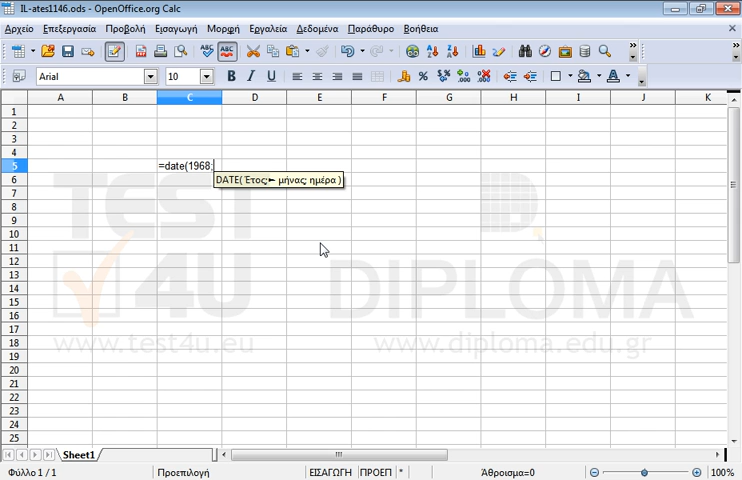 IL-ates1146.ods - OpenOffice.org Calc
Αρχείο Επεξεργασία Προβολή Εισαγωγή Μορφή Εργαλεία Δεδομένα Παράθυρο Βοήθεια
Arial 10
A B C D E F G H I J K
1
2
3
4
5 =date(1968;
6 DATE( Έτος;► μήνας; ημέρα )
7
8
9
10
11
12
13
14
15
16
17
18
19
20
21
22
23
24
25
TEST 4U DIPLOMA
www.test4u.eu www.diploma.edu.gr
Sheet1
Φύλλο 1 / 1 Προεπιλογή ΕΙΣΑΓΩΓΗ ΠΡΟΕΠ * Άθροισμα=0 100%